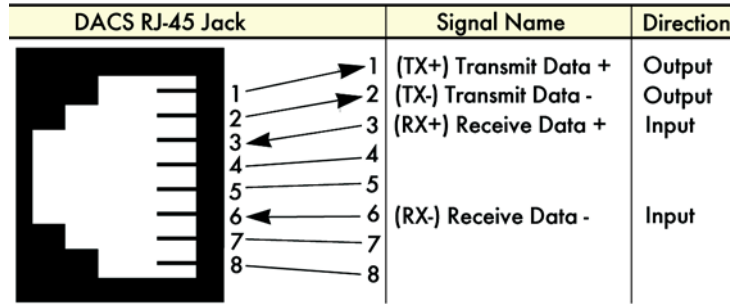 DACS RJ-45 Jack Signal Name Direction
1 1 (TX+) Transmit Data + Output
2 2 (TX-) Transmit Data - Output
3 3 (RX+) Receive Data + Input
4 4
5 5
6 6 (RX-) Receive Data - Input
7 7
8 8